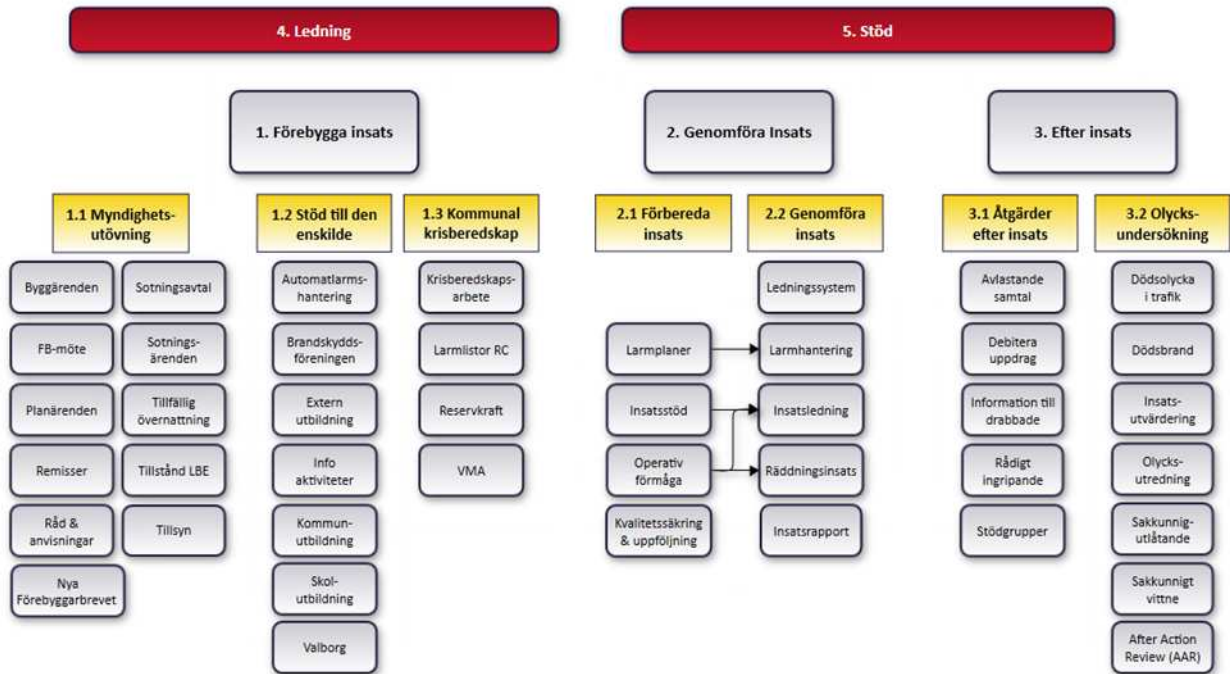 4. Ledning
5. Stöd
1. Förebygga insats
2. Genomföra Insats
3. Efter insats
1.1 Myndighets-
utövning
1.2 Stöd till den
enskilde
1.3 Kommunal
krisberedskap
2.1 Förbereda
insats
2.2 Genomföra
insats
3.1 Åtgärder
efter insats
3.2 Olycks-
undersökning
Byggärenden
FB-möte
Planärenden
Remisser
Råd &
anvisningar
Nya
Förebyggarbrevet
Sotningsavtal
Sotnings-
ärenden
Tillfällig
övernattning
Tillstånd LBE
Tillsyn
Automatlarms-
hantering
Brandskydds-
föreningen
Extern
utbildning
Info
aktiviteter
Kommun-
utbildning
Skol-
utbildning
Valborg
Krisberedskaps-
arbete
Larmlistor RC
Reservkraft
VMA
Larmplaner
Insatsstöd
Operativ
förmåga
Kvalitetssäkring
& uppföljning
Ledningssystem
Larmhantering
Insatsledning
Räddningsinsats
Insatsrapport
Avlastande
samtal
Debitera
uppdrag
Information till
drabbade
Rådigt
ingripande
Stödgrupper
Dödsolycka
i trafik
Dödsbrand
Insats-
utvärdering
Olycks-
utredning
Sakkunnig-
utlåtande
Sakkunnigt
vittne
After Action
Review (AAR)